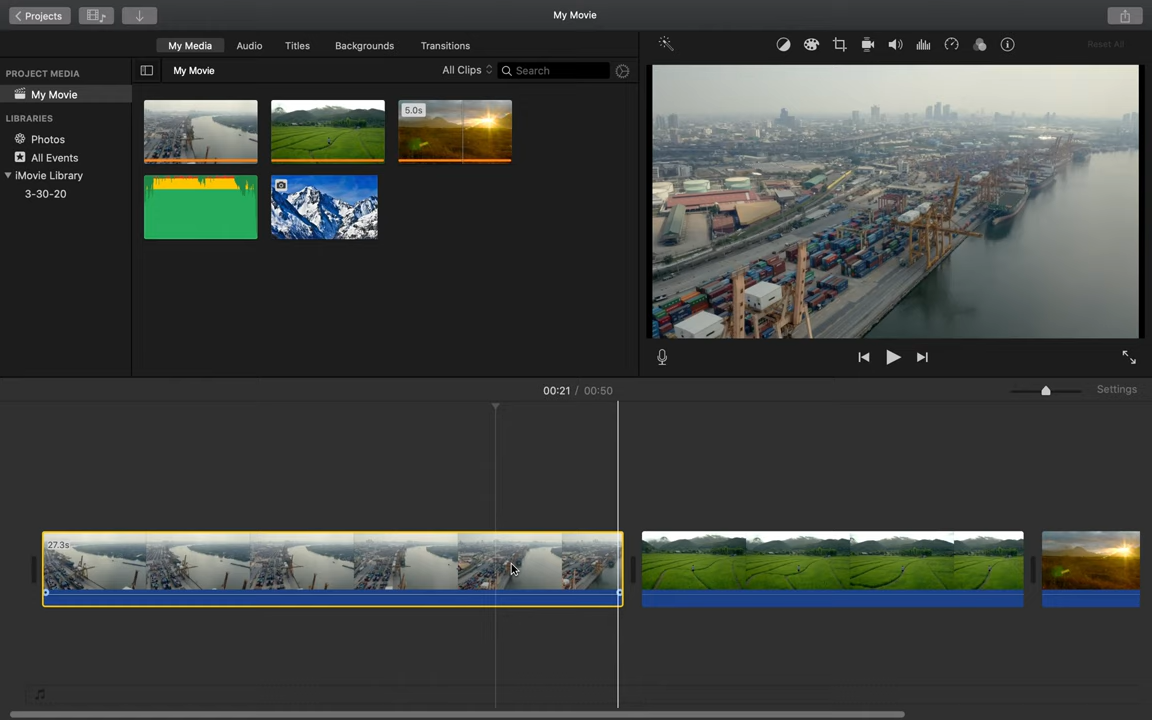 Projects
My Movie
My Media
Audio
Titles
Backgrounds
Transitions
Reset All
PROJECT MEDIA
My Movie
All Clips
Search
My Movie
LIBRARIES
Photos
All Events
iMovie Library
3-30-20
5.0s
00:21 / 00:50
Settings
27.3s